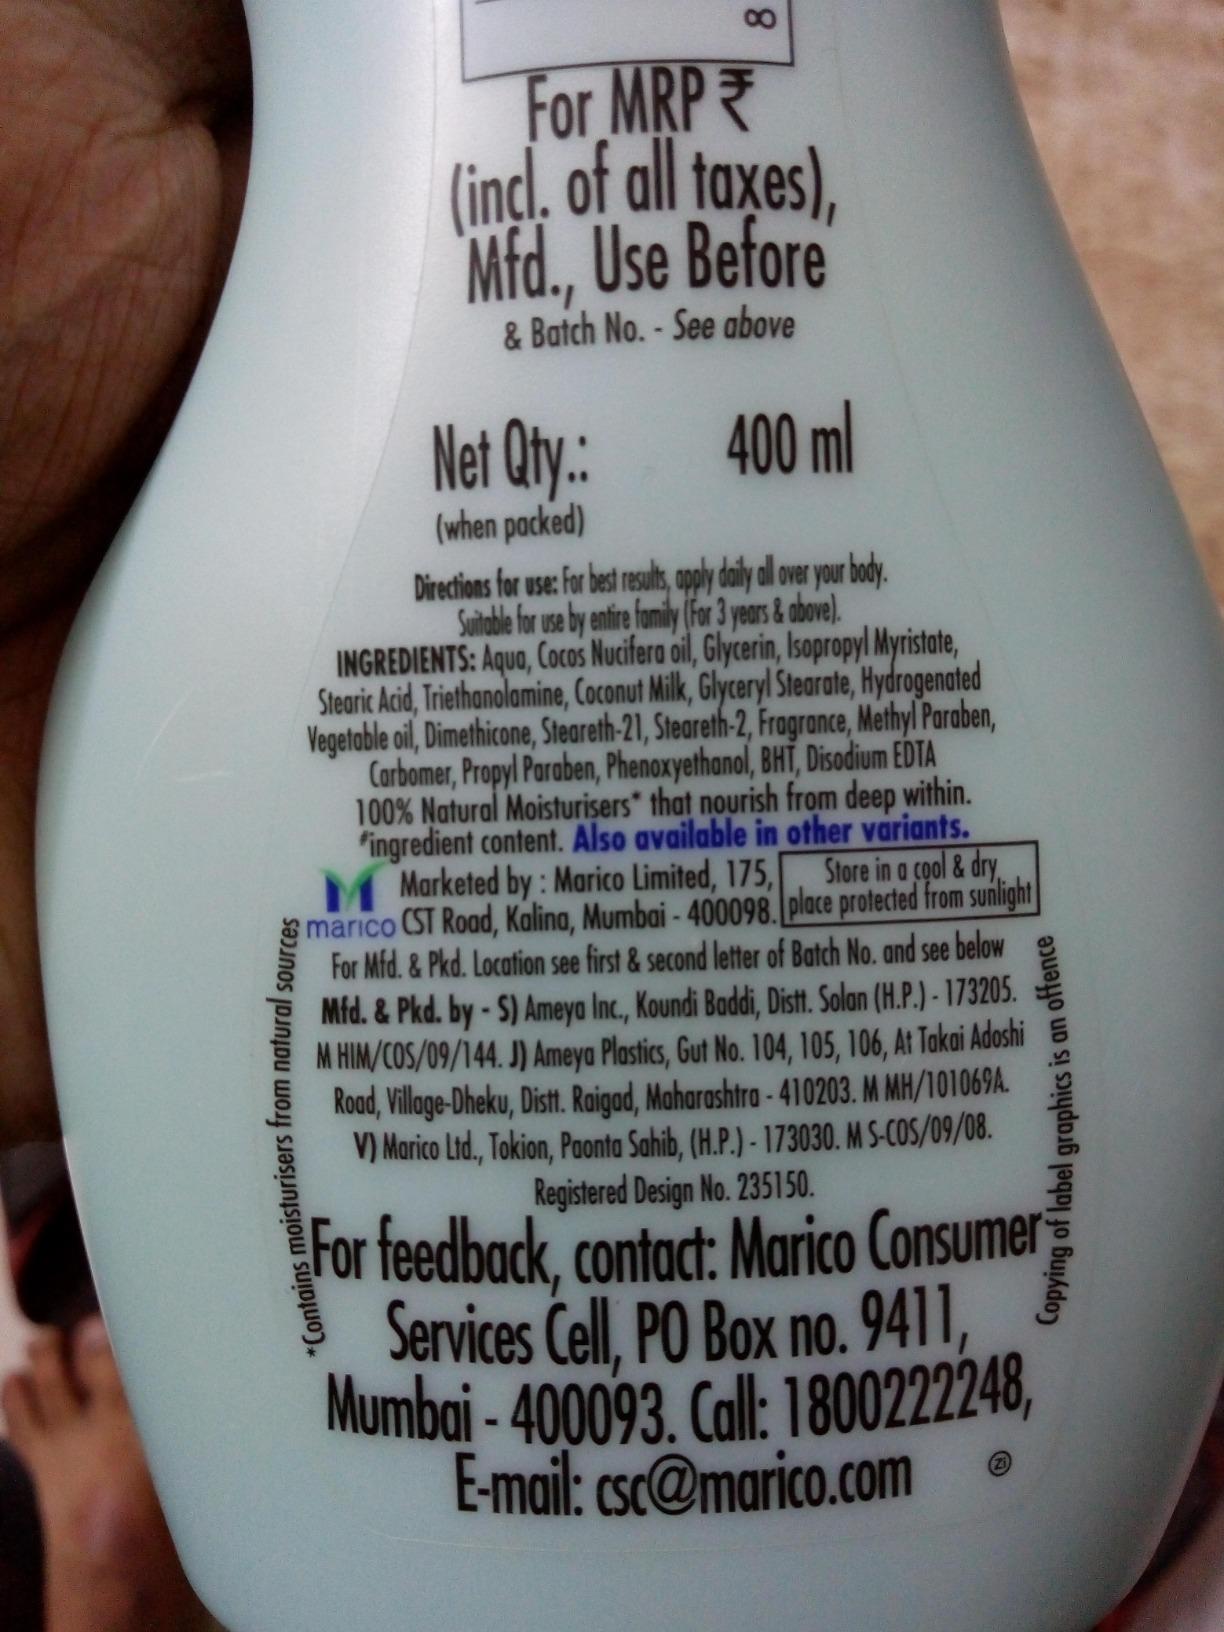 8
For MRP ₹
(incl. of all taxes),
Mfd., Use Before
& Batch No. - See above
Net Qty.: 400 ml
(when packed)
Directions for use: For best results, apply daily all over your body.
Suitable for use by entire family (For 3 years & above).
INGREDIENTS: Aqua, Cocos Nucifera oil, Glycerin, Isopropyl Myristate,
Stearic Acid, Triethanolamine, Coconut Milk, Glyceryl Stearate, Hydrogenated
Vegetable oil, Dimethicone, Steareth-21, Steareth-2, Fragrance, Methyl Paraben,
Carbomer, Propyl Paraben, Phenoxyethanol, BHT, Disodium EDTA
100% Natural Moisturisers* that nourish from deep within.
#ingredient content. Also available in other variants.
marico
Marketed by : Marico Limited, 175,
CST Road, Kalina, Mumbai - 400098.
Store in a cool & dry
place protected from sunlight
For Mfd. & Pkd. Location see first & second letter of Batch No. and see below
Mfd. & Pkd. by - S) Ameya Inc., Koundi Baddi, Distt. Solan (H.P.) - 173205.
M HIM/COS/09/144. J) Ameya Plastics, Gut No. 104, 105, 106, At Takai Adoshi
Road, Village-Dheku, Distt. Raigad, Maharashtra - 410203. M MH/101069A.
V) Marico Ltd., Tokion, Paonta Sahib, (H.P.) - 173030. M S-COS/09/08.
Registered Design No. 235150.
For feedback, contact: Marico Consumer
Services Cell, PO Box no. 9411,
Mumbai - 400093. Call: 1800222248,
E-mail: csc@marico.com
Zi
*Contains moisturisers from natural sources
Copying of label graphics is an offence